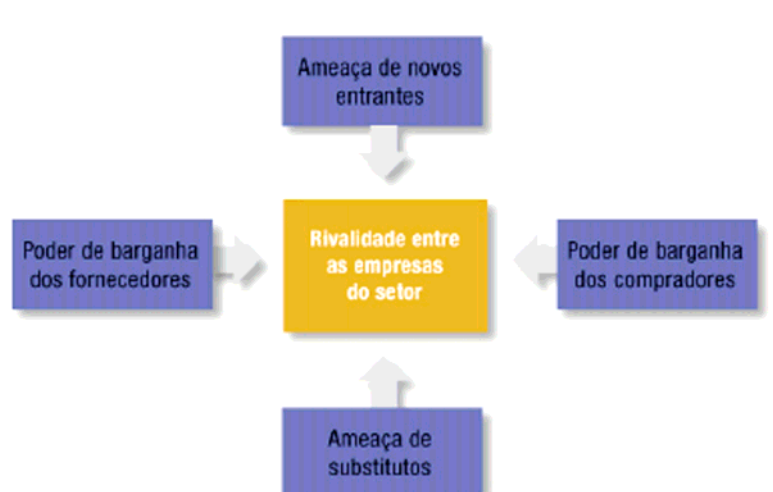 Ameaça de novos
entrantes
Poder de barganha
dos fornecedores
Rivalidade entre
as empresas
do setor
Poder de barganha
dos compradores
Ameaça de
substitutos